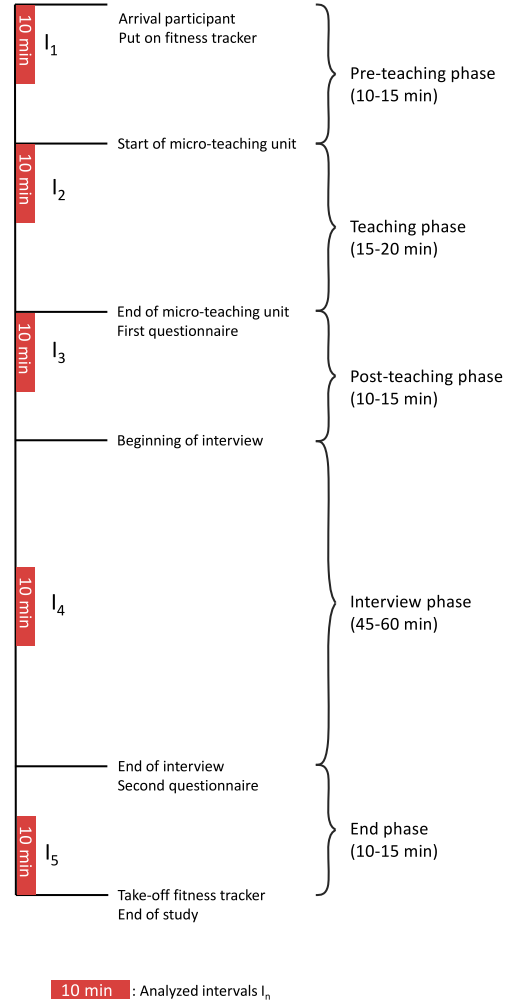 10 min
I1
Arrival participant
Put on fitness tracker
Pre-teaching phase
(10-15 min)
Start of micro-teaching unit
10 min
I2
Teaching phase
(15-20 min)
End of micro-teaching unit
First questionnaire
10 min
I3
Post-teaching phase
(10-15 min)
Beginning of interview
10 min
I4
Interview phase
(45-60 min)
End of interview
Second questionnaire
10 min
I5
End phase
(10-15 min)
Take-off fitness tracker
End of study
10 min : Analyzed intervals In